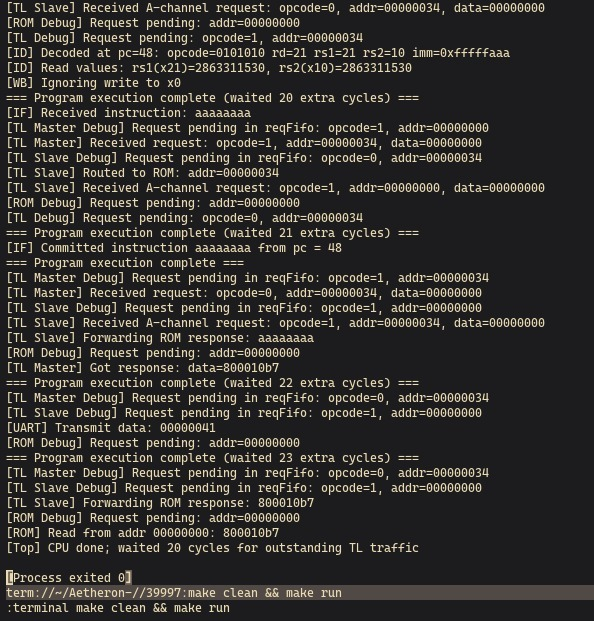 [TL Slave] Received A-channel request: opcode=0, addr=00000034, data=00000000
[ROM Debug] Request pending: addr=00000000
[TL Debug] Request pending: opcode=1, addr=00000034
[ID] Decoded at pc=48: opcode=0101010 rd=21 rs1=21 rs2=10 imm=0xfffffaaa
[ID] Read values: rs1(x21)=2863311530, rs2(x10)=2863311530
[WB] Ignoring write to x0
=== Program execution complete (waited 20 extra cycles) ===
[IF] Received instruction: aaaaaaaa
[TL Master Debug] Request pending in reqFifo: opcode=1, addr=00000000
[TL Master] Received request: opcode=1, addr=00000034, data=00000000
[TL Slave Debug] Request pending in reqFifo: opcode=0, addr=00000034
[TL Slave] Routed to ROM: addr=00000034
[TL Slave] Received A-channel request: opcode=1, addr=00000000, data=00000000
[ROM Debug] Request pending: addr=00000000
[TL Debug] Request pending: opcode=0, addr=00000034
=== Program execution complete (waited 21 extra cycles) ===
[IF] Committed instruction aaaaaaaa from pc = 48
=== Program execution complete ===
[TL Master Debug] Request pending in reqFifo: opcode=1, addr=00000034
[TL Master] Received request: opcode=0, addr=00000034, data=00000000
[TL Slave Debug] Request pending in reqFifo: opcode=1, addr=00000000
[TL Slave] Received A-channel request: opcode=1, addr=00000034, data=00000000
[TL Slave] Forwarding ROM response: aaaaaaaa
[ROM Debug] Request pending: addr=00000000
[TL Master] Got response: data=800010b7
=== Program execution complete (waited 22 extra cycles) ===
[TL Master Debug] Request pending in reqFifo: opcode=0, addr=00000034
[TL Slave Debug] Request pending in reqFifo: opcode=1, addr=00000000
[UART] Transmit data: 00000041
[ROM Debug] Request pending: addr=00000000
=== Program execution complete (waited 23 extra cycles) ===
[TL Master Debug] Request pending in reqFifo: opcode=0, addr=00000034
[TL Slave Debug] Request pending in reqFifo: opcode=1, addr=00000000
[TL Slave] Forwarding ROM response: 800010b7
[ROM Debug] Request pending: addr=00000000
[ROM] Read from addr 00000000: 800010b7
[Top] CPU done; waited 20 cycles for outstanding TL traffic
[Process exited 0]
term://~/Aetheron-//39997:make clean && make run
:terminal make clean && make run